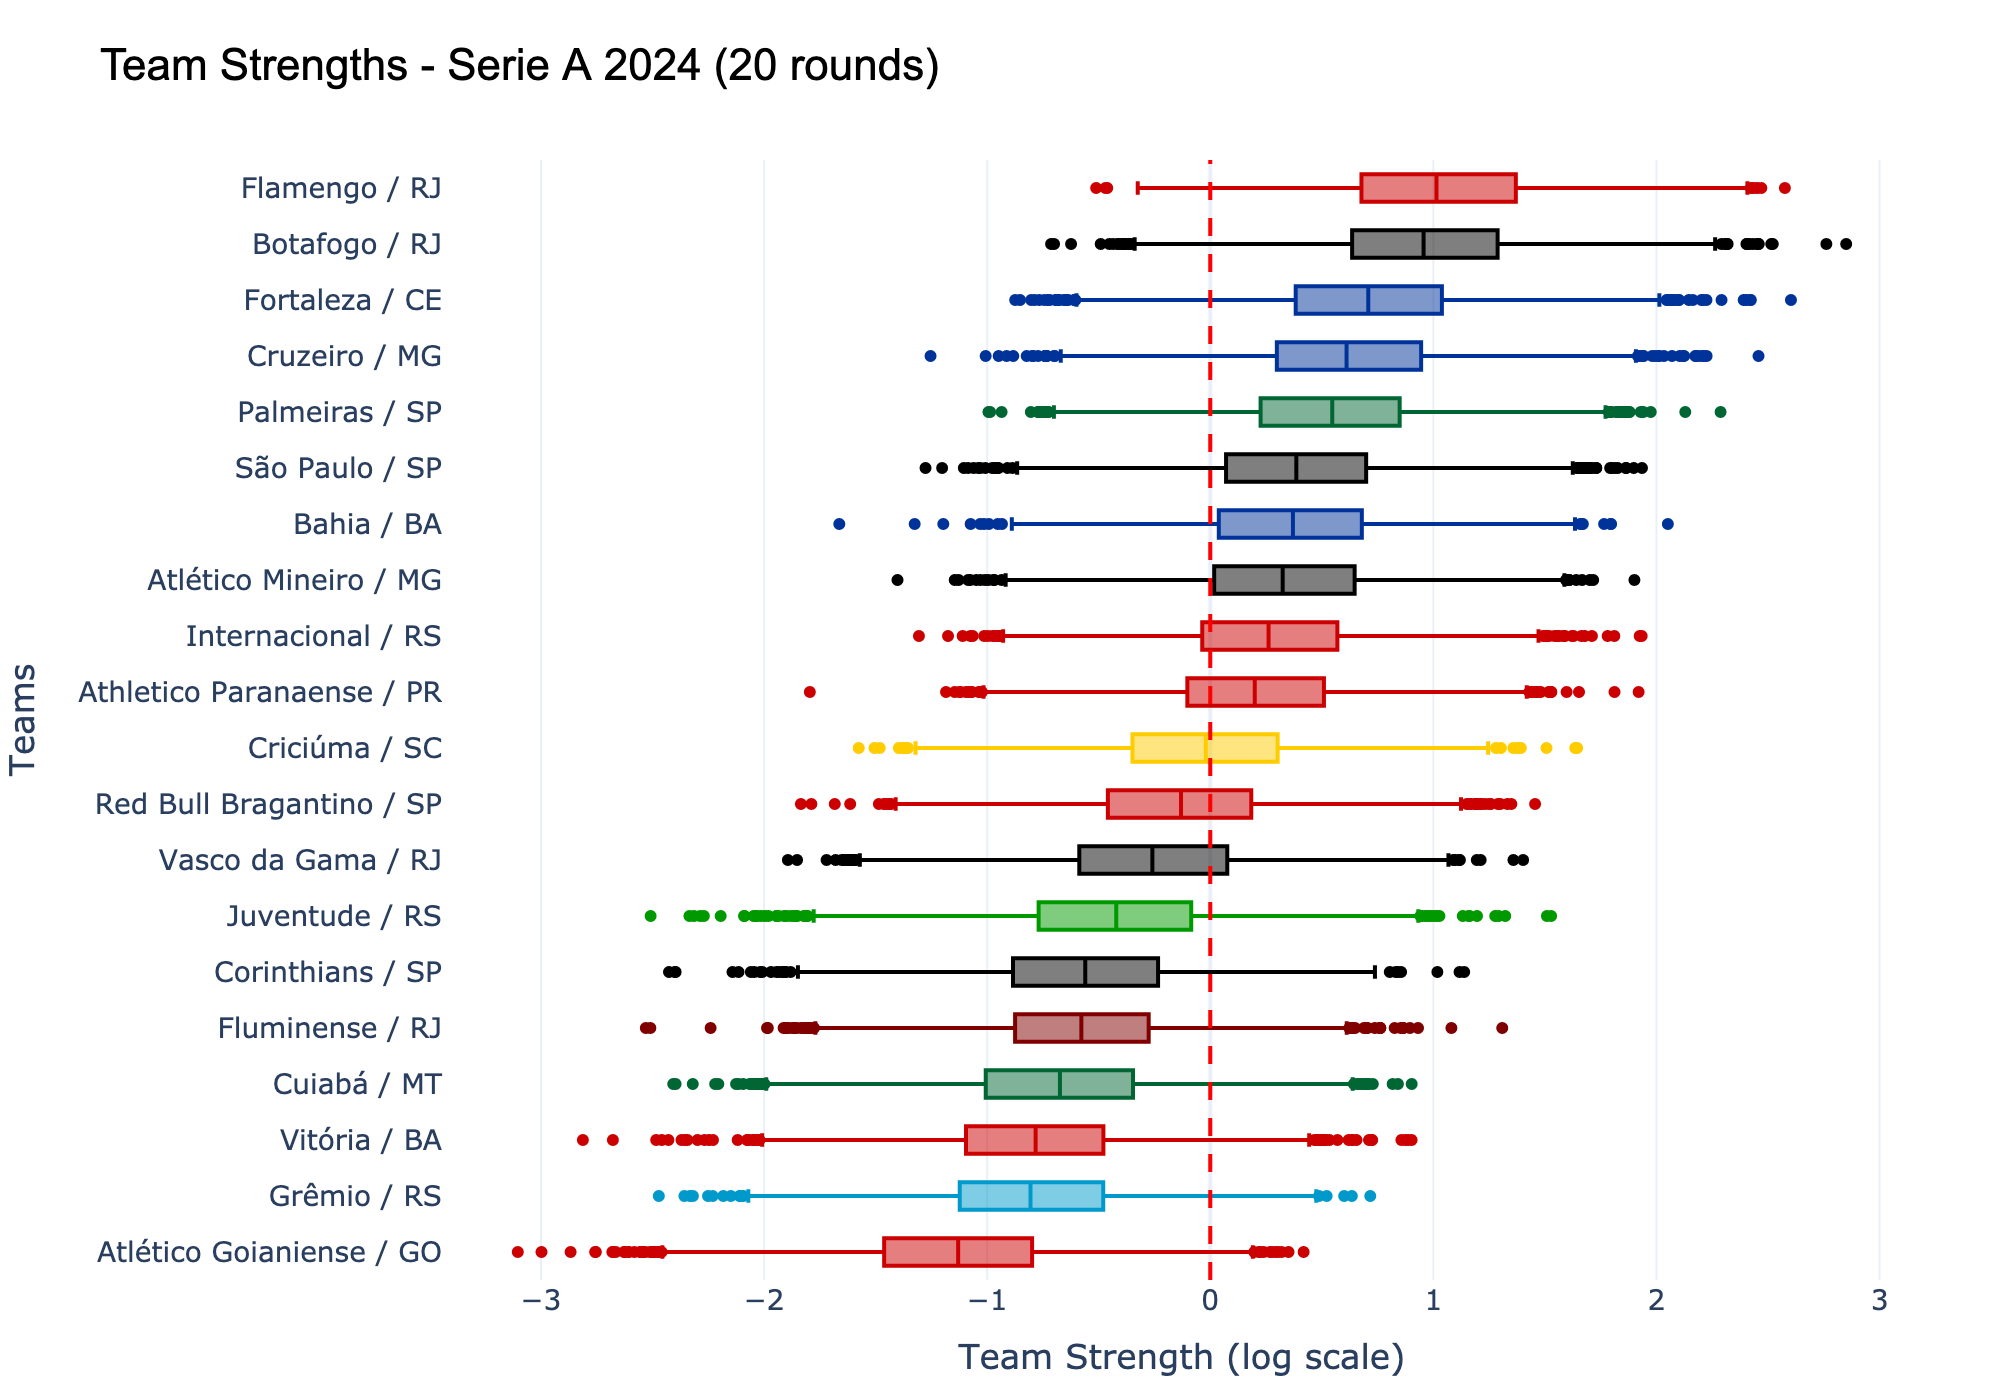 Team Strengths - Serie A 2024 (20 rounds)
Teams
Flamengo / RJ
Botafogo / RJ
Fortaleza / CE
Cruzeiro / MG
Palmeiras / SP
São Paulo / SP
Bahia / BA
Atlético Mineiro / MG
Internacional / RS
Athletico Paranaense / PR
Criciúma / SC
Red Bull Bragantino / SP
Vasco da Gama / RJ
Juventude / RS
Corinthians / SP
Fluminense / RJ
Cuiabá / MT
Vitória / BA
Grêmio / RS
Atlético Goianiense / GO
−3 −2 −1 0 1 2 3
Team Strength (log scale)